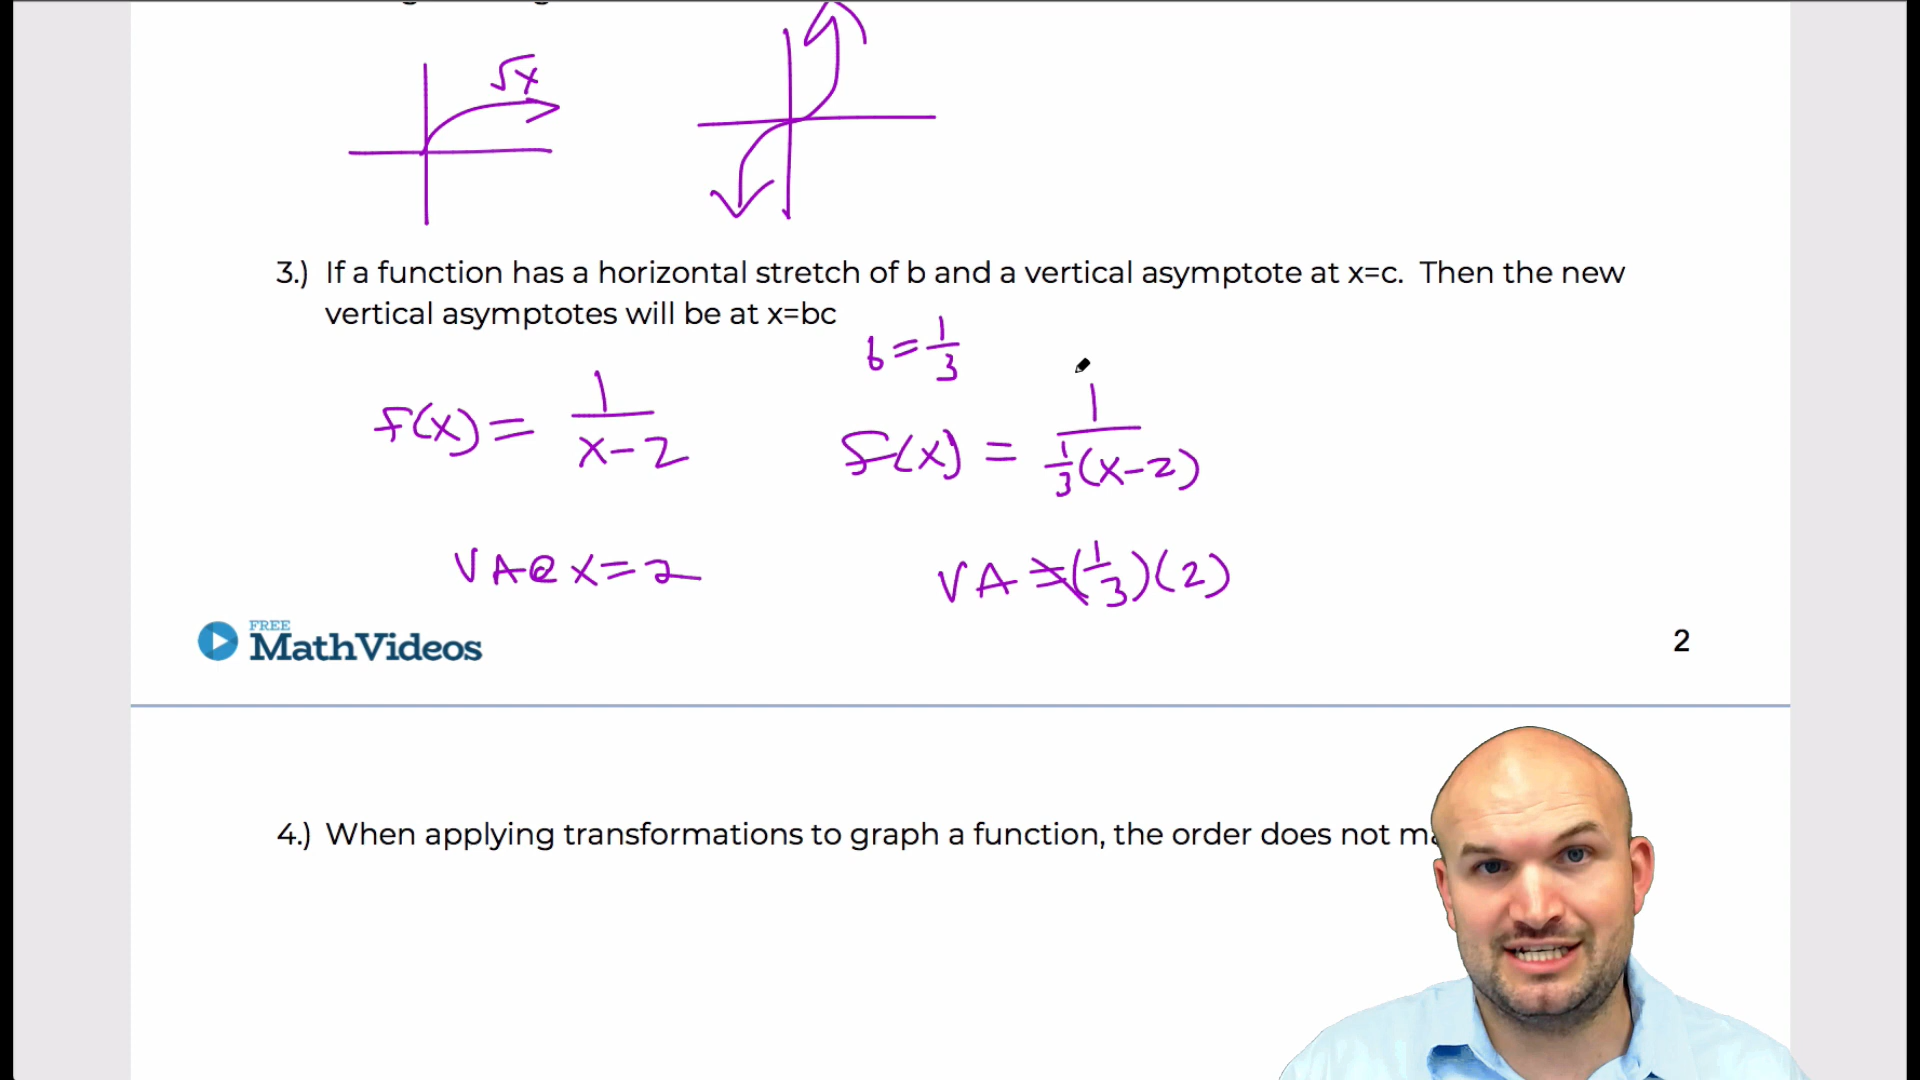 √x
3.) If a function has a horizontal stretch of b and a vertical asymptote at x=c. Then the new
vertical asymptotes will be at x=bc
b = 1/3
f(x) = 1/(x-2)
f(x) = 1/(1/3(x-2))
VA@ x=2
VA = (1/3)(2)
FREE
MathVideos
2
4.) When applying transformations to graph a function, the order does not